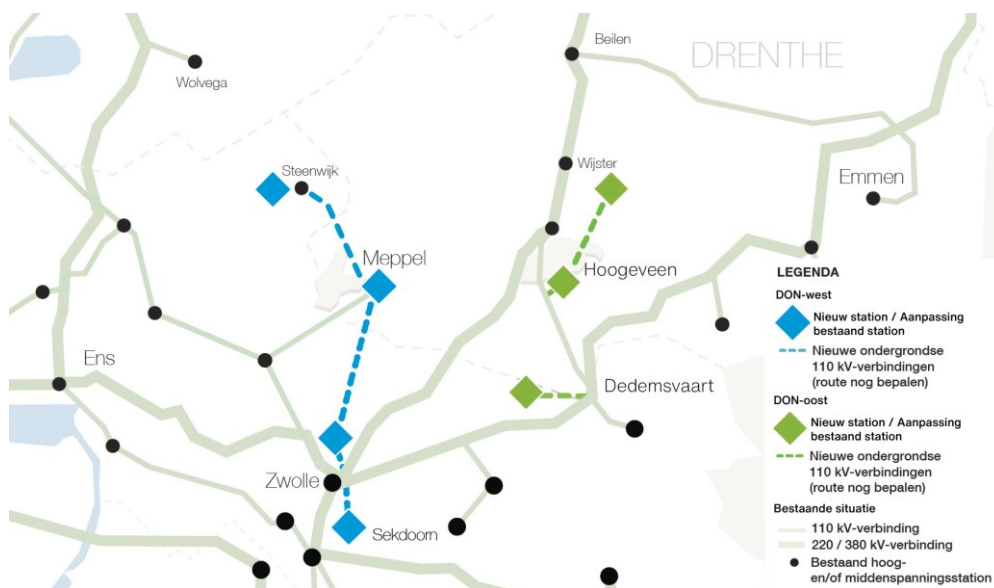 Beilen
DRENTHE
Wolvega
Steenwijk
Wijster
Emmen
Meppel
Hoogeveen
Ens
Dedemsvaart
Zwolle
Sekdoorn
LEGENDA
DON-west
Nieuw station / Aanpassing
bestaand station
Nieuwe ondergrondse
110 kV-verbindingen
(route nog bepalen)
DON-oost
Nieuw station / Aanpassing
bestaand station
Nieuwe ondergrondse
110 kV-verbindingen
(route nog bepalen)
Bestaande situatie
110 kV-verbinding
220 / 380 kV-verbinding
Bestaand hoog-
en/of middenspanningsstation